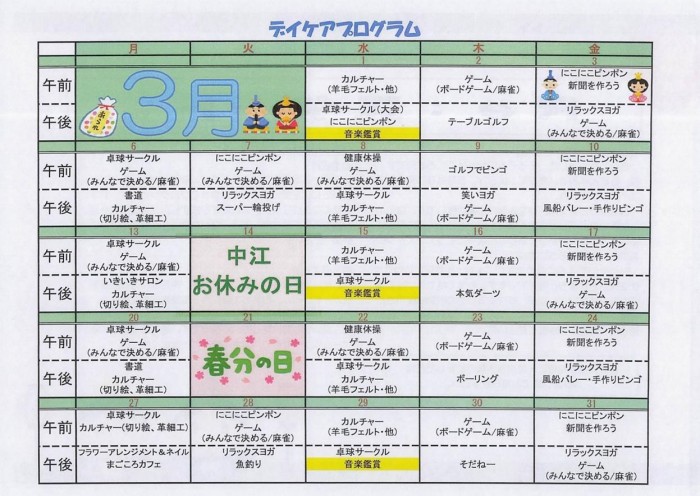 デイケアプログラム
月 火 水 木 金
3月
1 2 3
午前
カルチャー
(羊毛フェルト・他)
ゲーム
(ボードゲーム/麻雀)
にこにこピンポン
新聞を作ろう
午後
卓球サークル(大会)
にこにこピンポン
音楽鑑賞
テーブルゴルフ
リラックスヨガ
ゲーム
(みんなで決める/麻雀)
6 7 8 9 10
午前
卓球サークル
ゲーム
(みんなで決める/麻雀)
にこにこピンポン
ゲーム
(みんなで決める/麻雀)
健康体操
ゲーム
(みんなで決める/麻雀)
ゴルフでビンゴ
にこにこピンポン
新聞を作ろう
午後
書道
カルチャー
(切り絵、革細工)
リラックスヨガ
スーパー輪投げ
卓球サークル
カルチャー
(羊毛フェルト・他)
笑いヨガ
ゲーム
(ボードゲーム/麻雀)
リラックスヨガ
風船バレー・手作りビンゴ
13 14 15 16 17
午前
卓球サークル
ゲーム
(みんなで決める/麻雀)
中江
お休みの日
カルチャー
(羊毛フェルト・他)
ゲーム
(ボードゲーム/麻雀)
にこにこピンポン
新聞を作ろう
午後
いきいきサロン
カルチャー
(切り絵、革細工)
卓球サークル
音楽鑑賞
本気ダーツ
リラックスヨガ
ゲーム
(みんなで決める/麻雀)
20 21 22 23 24
午前
卓球サークル
ゲーム
(みんなで決める/麻雀)
春分の日
健康体操
ゲーム
(みんなで決める/麻雀)
ゲーム
(ボードゲーム/麻雀)
にこにこピンポン
新聞を作ろう
午後
書道
カルチャー
(切り絵、革細工)
卓球サークル
カルチャー
(羊毛フェルト・他)
ボーリング
リラックスヨガ
風船バレー・手作りビンゴ
27 28 29 30 31
午前
卓球サークル
カルチャー(切り絵、革細工)
にこにこピンポン
ゲーム
(みんなで決める/麻雀)
カルチャー
(羊毛フェルト・他)
ゲーム
(ボードゲーム/麻雀)
にこにこピンポン
新聞を作ろう
午後
フラワーアレンジメント&ネイル
まごころカフェ
リラックスヨガ
魚釣り
卓球サークル
音楽鑑賞
そだねー
リラックスヨガ
ゲーム
(みんなで決める/麻雀)